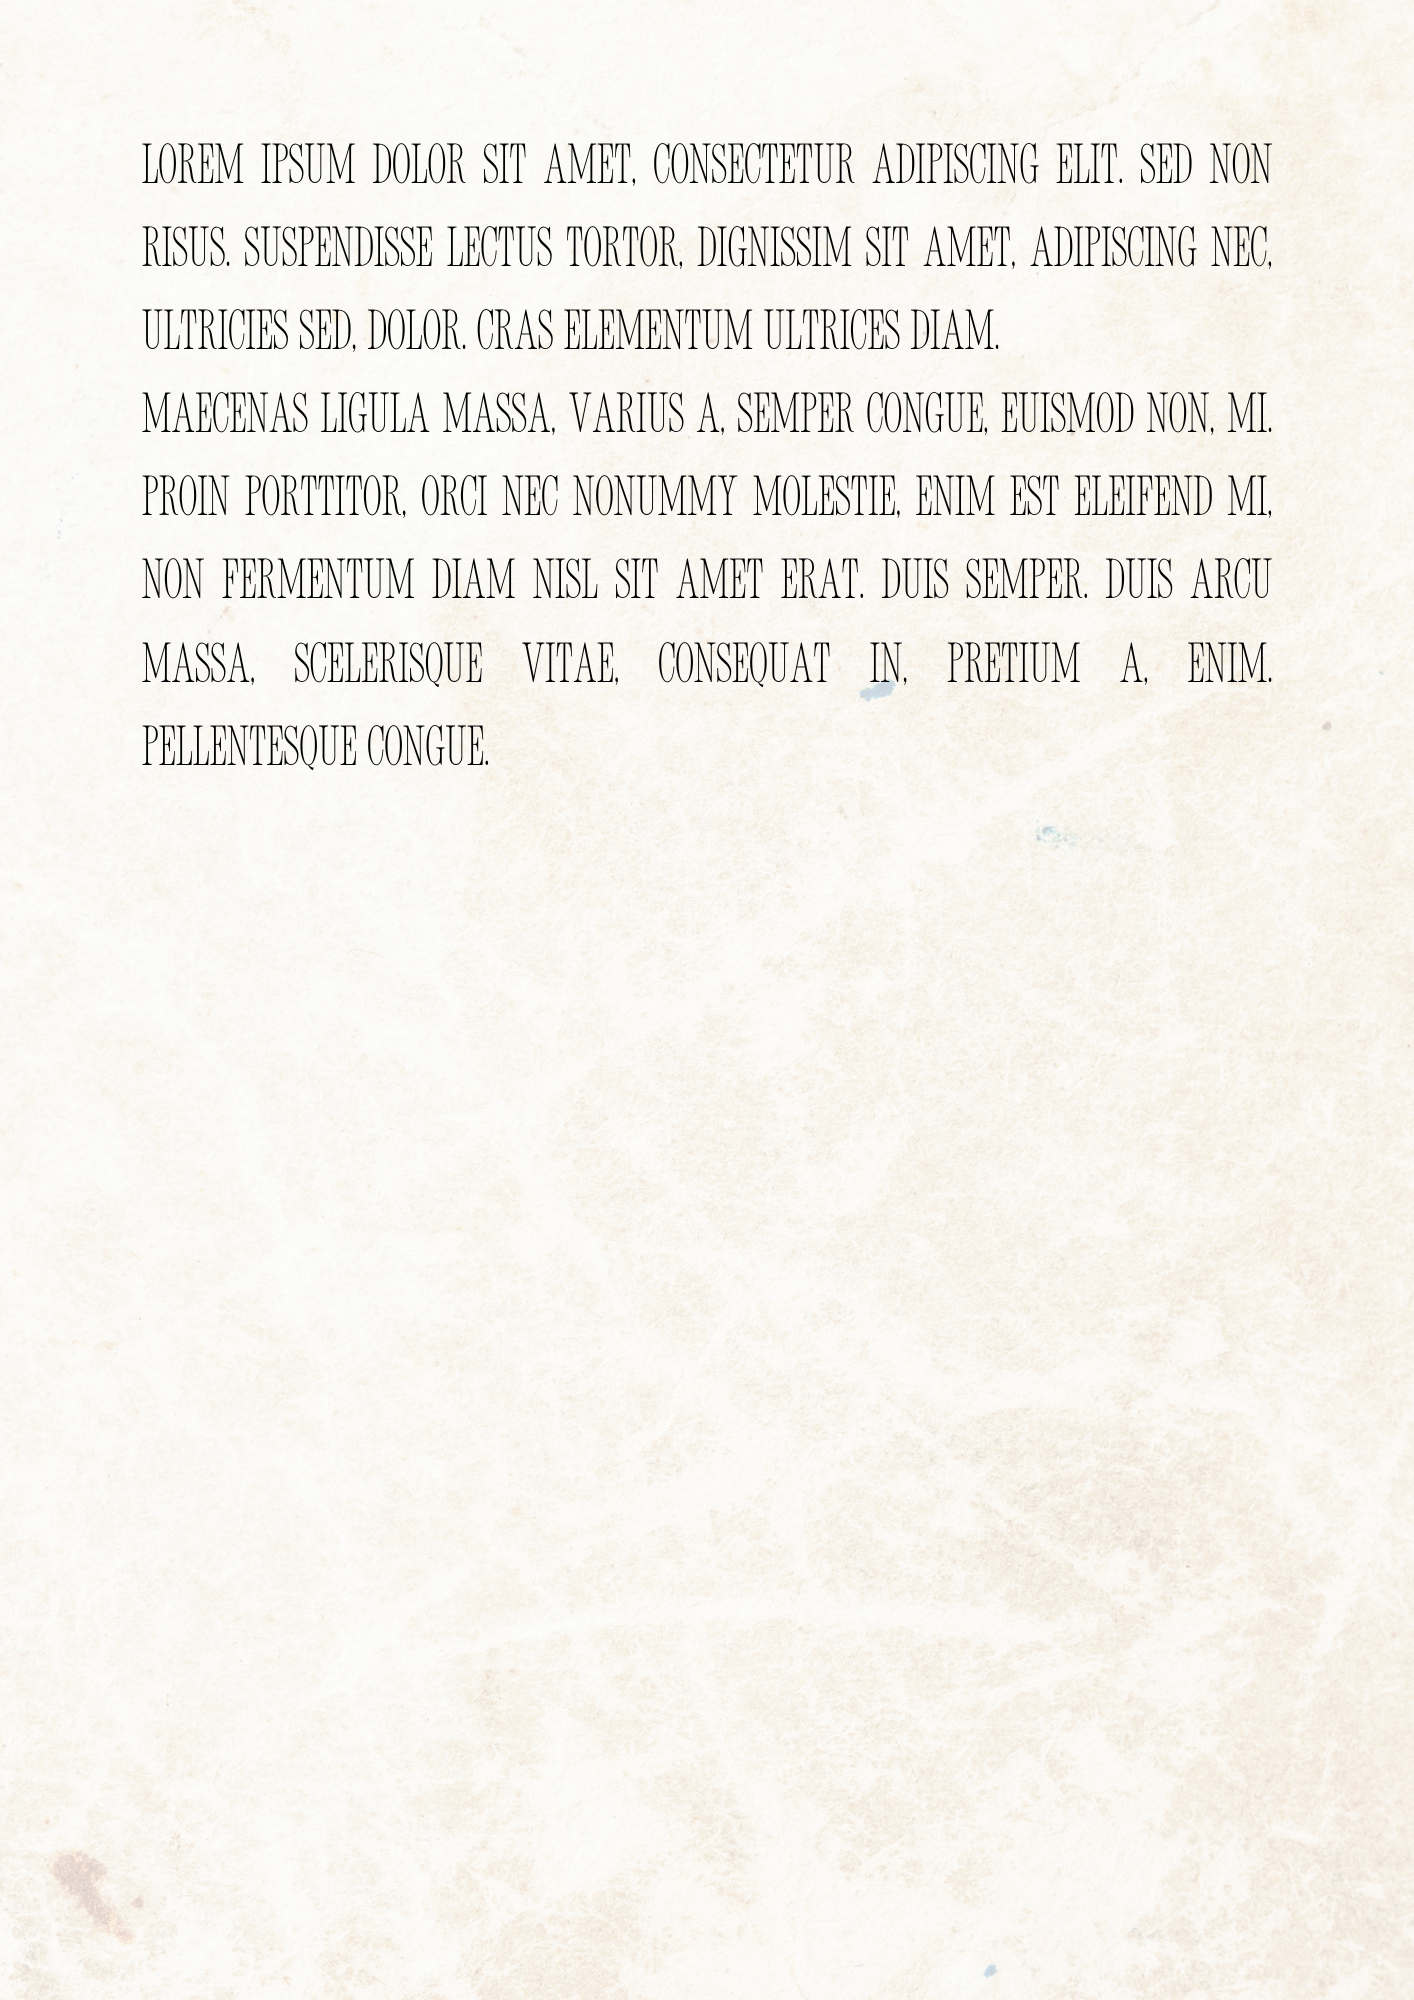 LOREM IPSUM DOLOR SIT AMET, CONSECTETUR ADIPISCING ELIT. SED NON
RISUS. SUSPENDISSE LECTUS TORTOR, DIGNISSIM SIT AMET, ADIPISCING NEC,
ULTRICIES SED, DOLOR. CRAS ELEMENTUM ULTRICES DIAM.
MAECENAS LIGULA MASSA, VARIUS A, SEMPER CONGUE, EUISMOD NON, MI.
PROIN PORTTITOR, ORCI NEC NONUMMY MOLESTIE, ENIM EST ELEIFEND MI,
NON FERMENTUM DIAM NISL SIT AMET ERAT. DUIS SEMPER. DUIS ARCU
MASSA, SCELERISQUE VITAE, CONSEQUAT IN, PRETIUM A, ENIM.
PELLENTESQUE CONGUE.